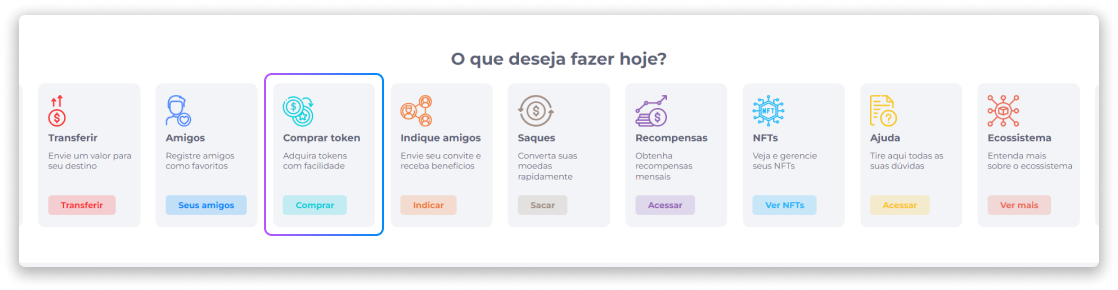 O que deseja fazer hoje?
Transferir
Envie um valor para
seu destino
Transferir
Amigos
Registre amigos
como favoritos
Seus amigos
Comprar token
Adquira tokens
com facilidade
Comprar
Indique amigos
Envie seu convite e
receba benefícios
Indicar
Saques
Converta suas
moedas
rapidamente
Sacar
Recompensas
Obtenha
recompensas
mensais
Acessar
NFT
NFTs
Veja e gerencie
seus NFTs
Ver NFTs
Ajuda
Tire aqui todas as
suas dúvidas
Acessar
Ecossistema
Entenda mais
sobre o ecossistema
Ver mais